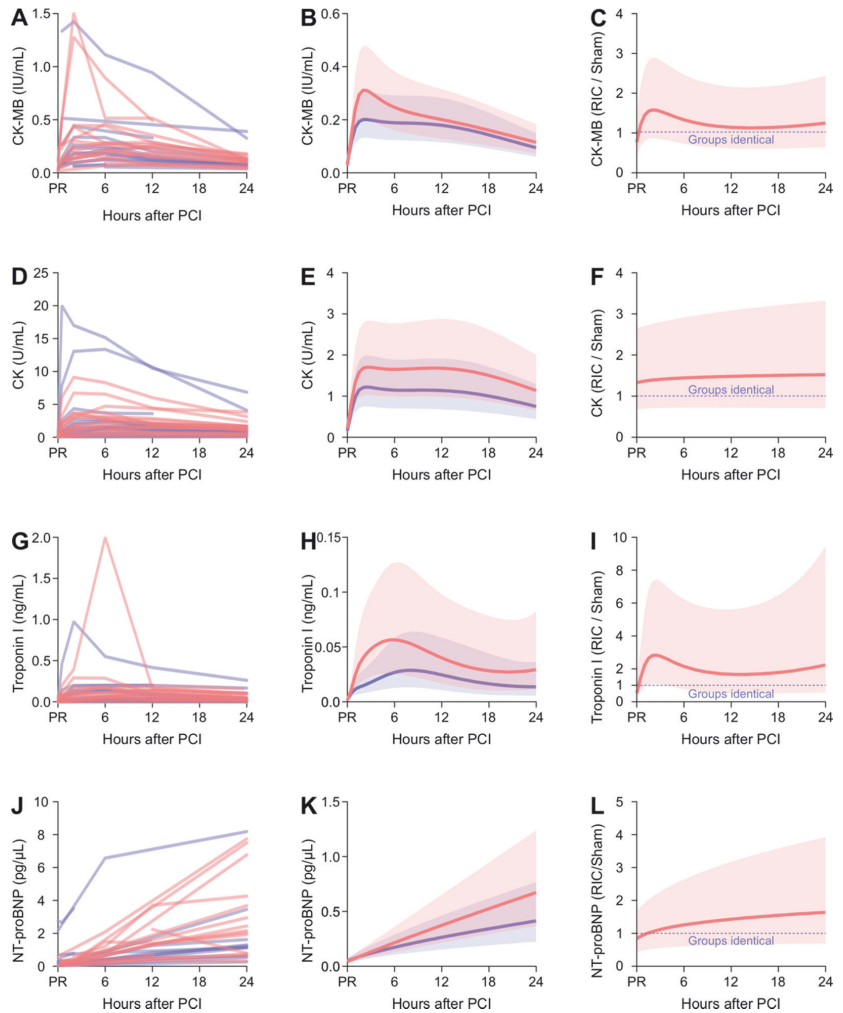 A
CK-MB (IU/mL)
1.5
1.0
0.5
0.0
PR 6 12 18 24
Hours after PCI
B
CK-MB (IU/mL)
0.6
0.4
0.2
0.0
PR 6 12 18 24
Hours after PCI
C
CK-MB (RIC / Sham)
4
3
2
1
0
Groups identical
PR 6 12 18 24
Hours after PCI
D
CK (U/mL)
25
20
15
10
5
0
PR 6 12 18 24
Hours after PCI
E
CK (U/mL)
4
3
2
1
0
PR 6 12 18 24
Hours after PCI
F
CK (RIC / Sham)
4
3
2
1
0
Groups identical
PR 6 12 18 24
Hours after PCI
G
Troponin I (ng/mL)
2.0
1.5
1.0
0.5
0.0
PR 6 12 18 24
Hours after PCI
H
Troponin I (ng/mL)
0.15
0.1
0.05
0.0
PR 6 12 18 24
Hours after PCI
I
Troponin I (RIC / Sham)
10
8
6
4
2
1
0
Groups identical
PR 6 12 18 24
Hours after PCI
J
NT-proBNP (pg/µL)
10
8
6
4
2
0
PR 6 12 18 24
Hours after PCI
K
NT-proBNP (pg/µL)
1.5
1.0
0.5
0.0
PR 6 12 18 24
Hours after PCI
L
NT-proBNP (RIC/Sham)
5
4
3
2
1
0
Groups identical
PR 6 12 18 24
Hours after PCI